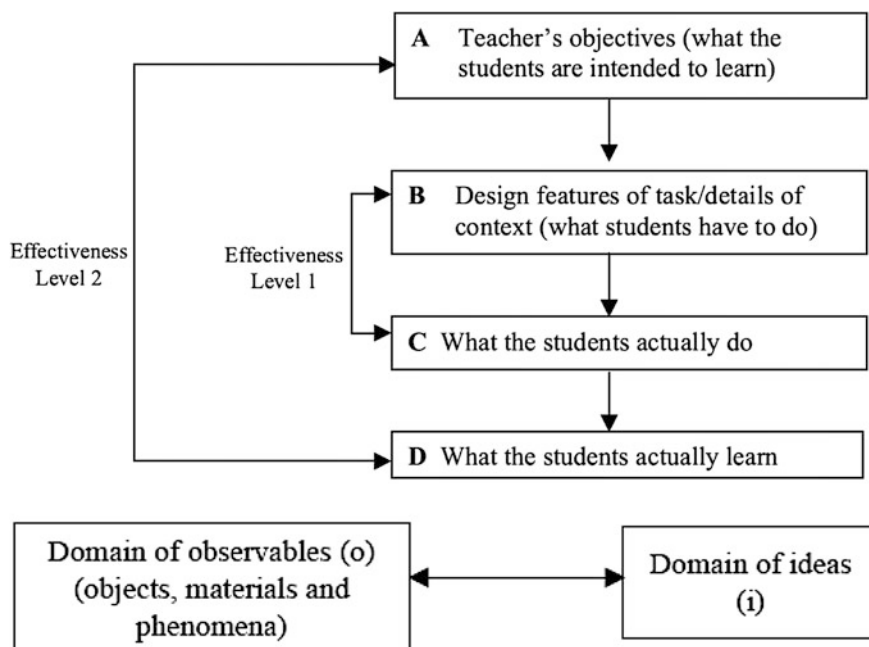 A Teacher’s objectives (what the
students are intended to learn)
B Design features of task/details of
context (what students have to do)
Effectiveness
Level 2
Effectiveness
Level 1
C What the students actually do
D What the students actually learn
Domain of observables (o)
(objects, materials and
phenomena)
Domain of ideas
(i)